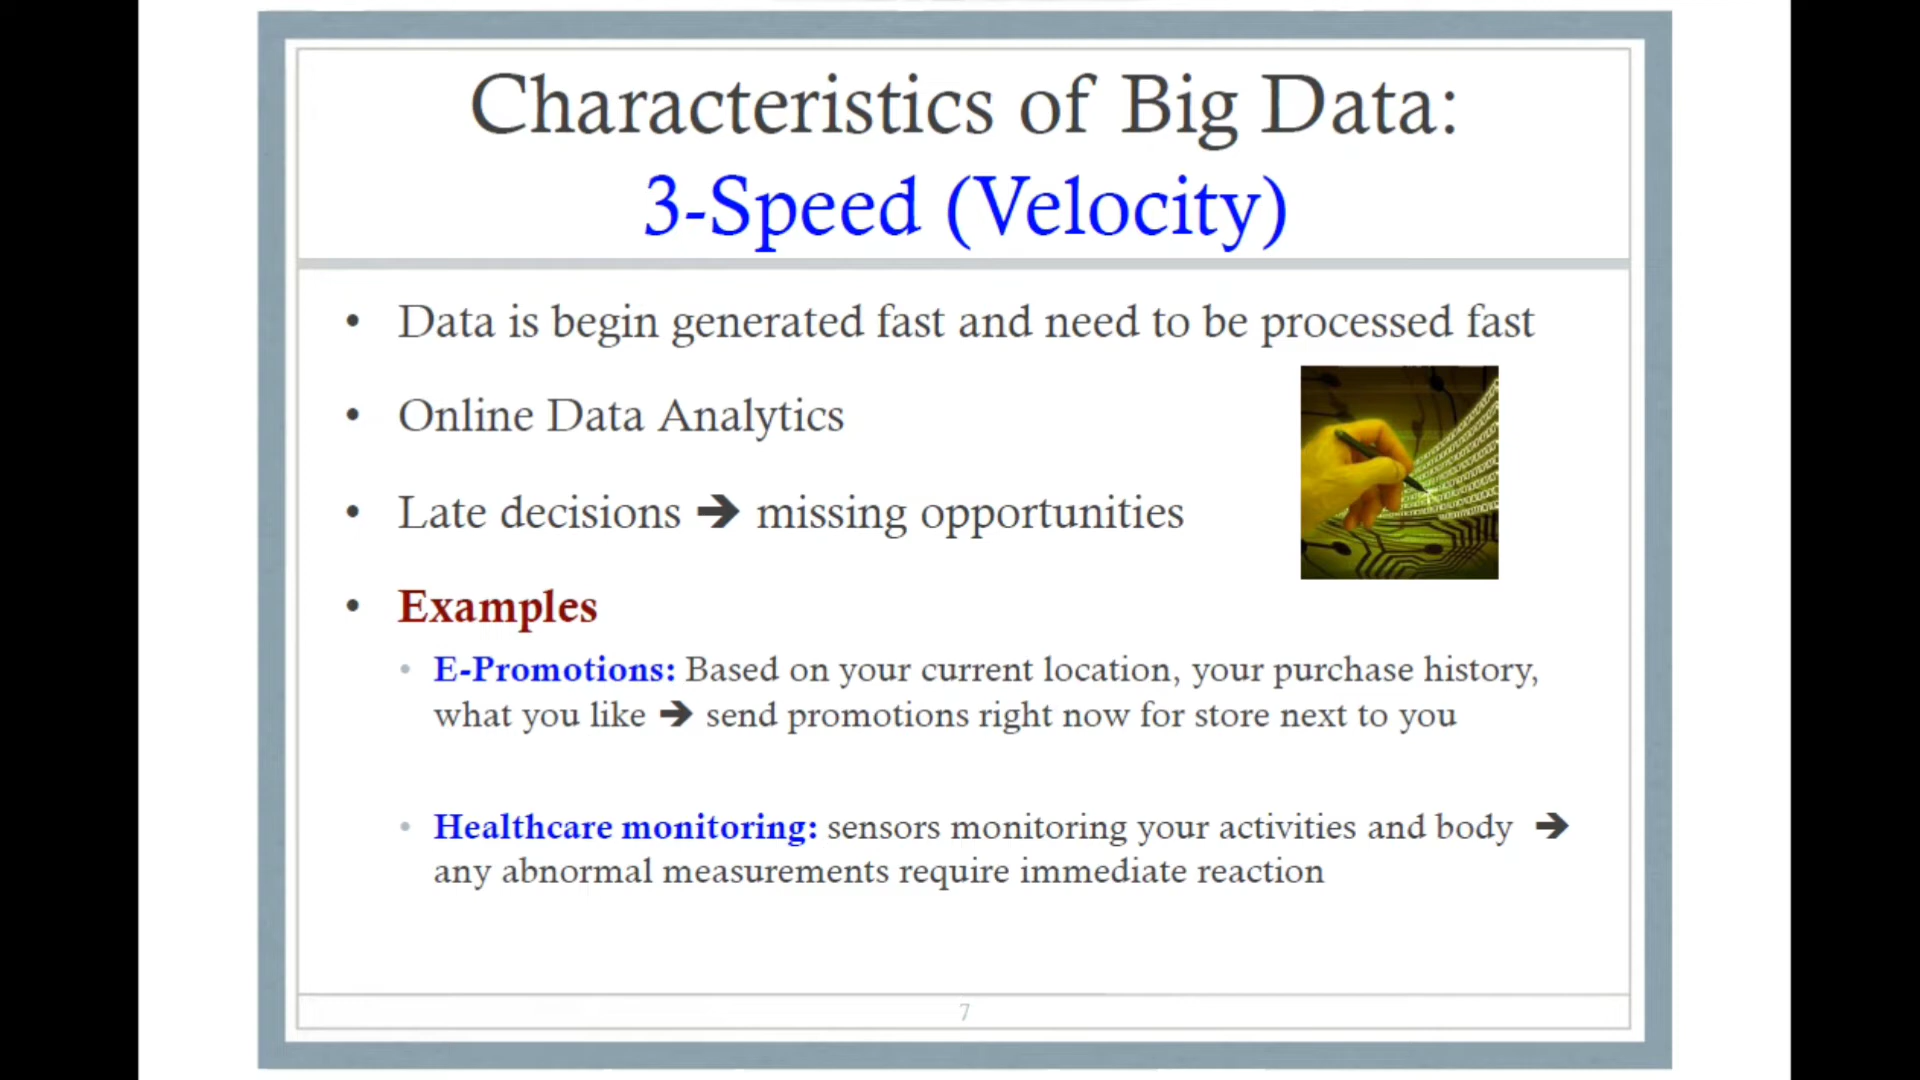 Characteristics of Big Data:
3-Speed (Velocity)
• Data is begin generated fast and need to be processed fast
• Online Data Analytics
• Late decisions ➔ missing opportunities
• Examples
• E-Promotions: Based on your current location, your purchase history,
what you like ➔ send promotions right now for store next to you
• Healthcare monitoring: sensors monitoring your activities and body ➔
any abnormal measurements require immediate reaction
7